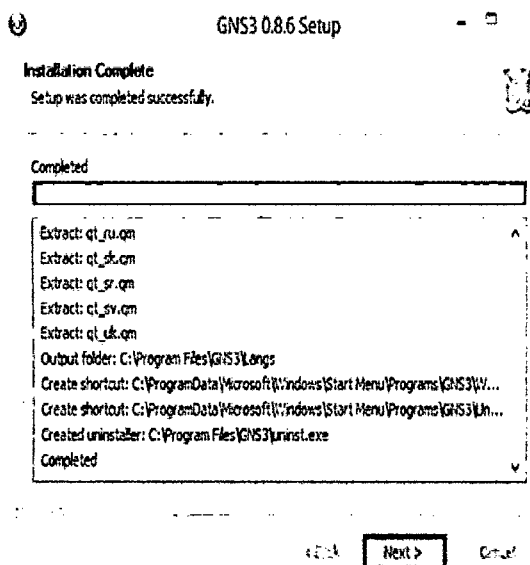 GNS3 0.8.6 Setup
Installation Complete
Setup was completed successfully.
Completed
Extract: qt_ru.qm
Extract: qt_sk.qm
Extract: qt_sr.qm
Extract: qt_sv.qm
Extract: qt_uk.qm
Output folder: C:\Program Files\GNS3\Langs
Create shortcut: C:\ProgramData\Microsoft\Windows\Start Menu\Programs\GNS3\W...
Create shortcut: C:\ProgramData\Microsoft\Windows\Start Menu\Programs\GNS3\Un...
Created uninstaller: C:\Program Files\GNS3\uninst.exe
Completed
< Back Next > Cancel